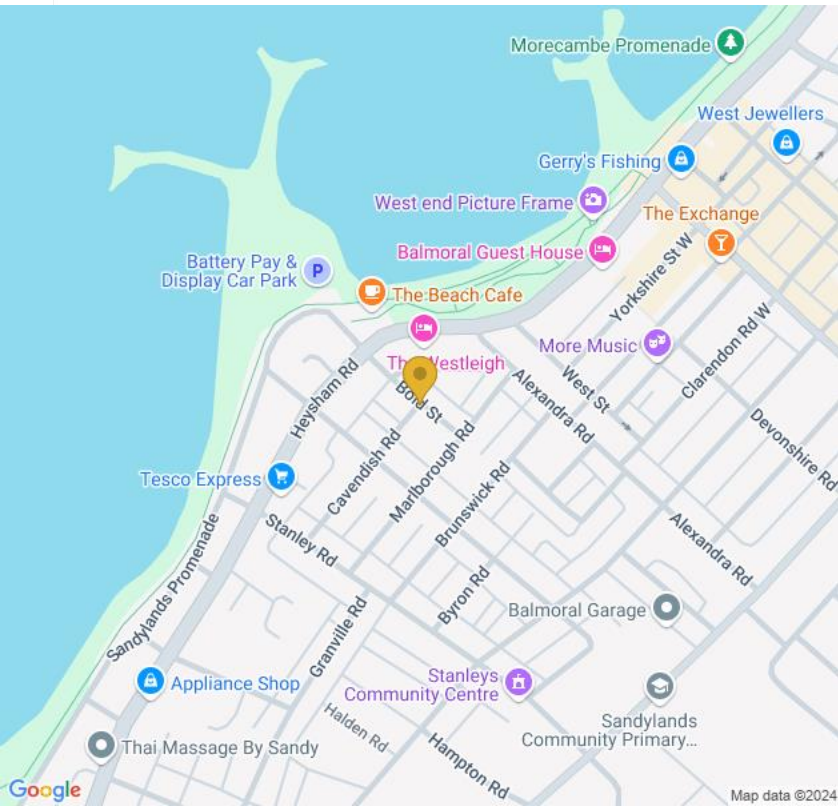 Morecambe Promenade
West Jewellers
Gerry's Fishing
West end Picture Frame
The Exchange
Balmoral Guest House
Yorkshire St W
Battery Pay &
Display Car Park
P
The Beach Cafe
More Music
Clarendon Rd W
The Westleigh
Heysham Rd
West St
Alexandra Rd
Bold St
Devonshire Rd
Cavendish Rd
Marlborough Rd
Tesco Express
Brunswick Rd
Stanley Rd
Alexandra Rd
Sandylands Promenade
Byron Rd
Balmoral Garage
Granville Rd
Appliance Shop
Stanleys
Community Centre
Sandylands
Community Primary...
Halden Rd
Thai Massage By Sandy
Hampton Rd
Google
Map data ©2024